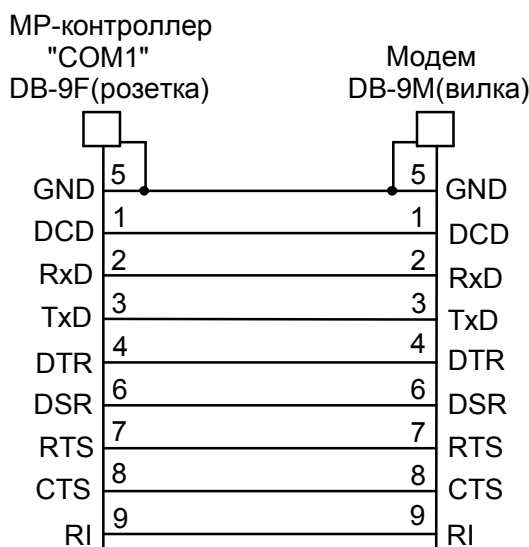 МР-контроллер
"COM1"
DB-9F(розетка)
Модем
DB-9M(вилка)
GND 5 5 GND
DCD 1 1 DCD
RxD 2 2 RxD
TxD 3 3 TxD
DTR 4 4 DTR
DSR 6 6 DSR
RTS 7 7 RTS
CTS 8 8 CTS
RI 9 9 RI